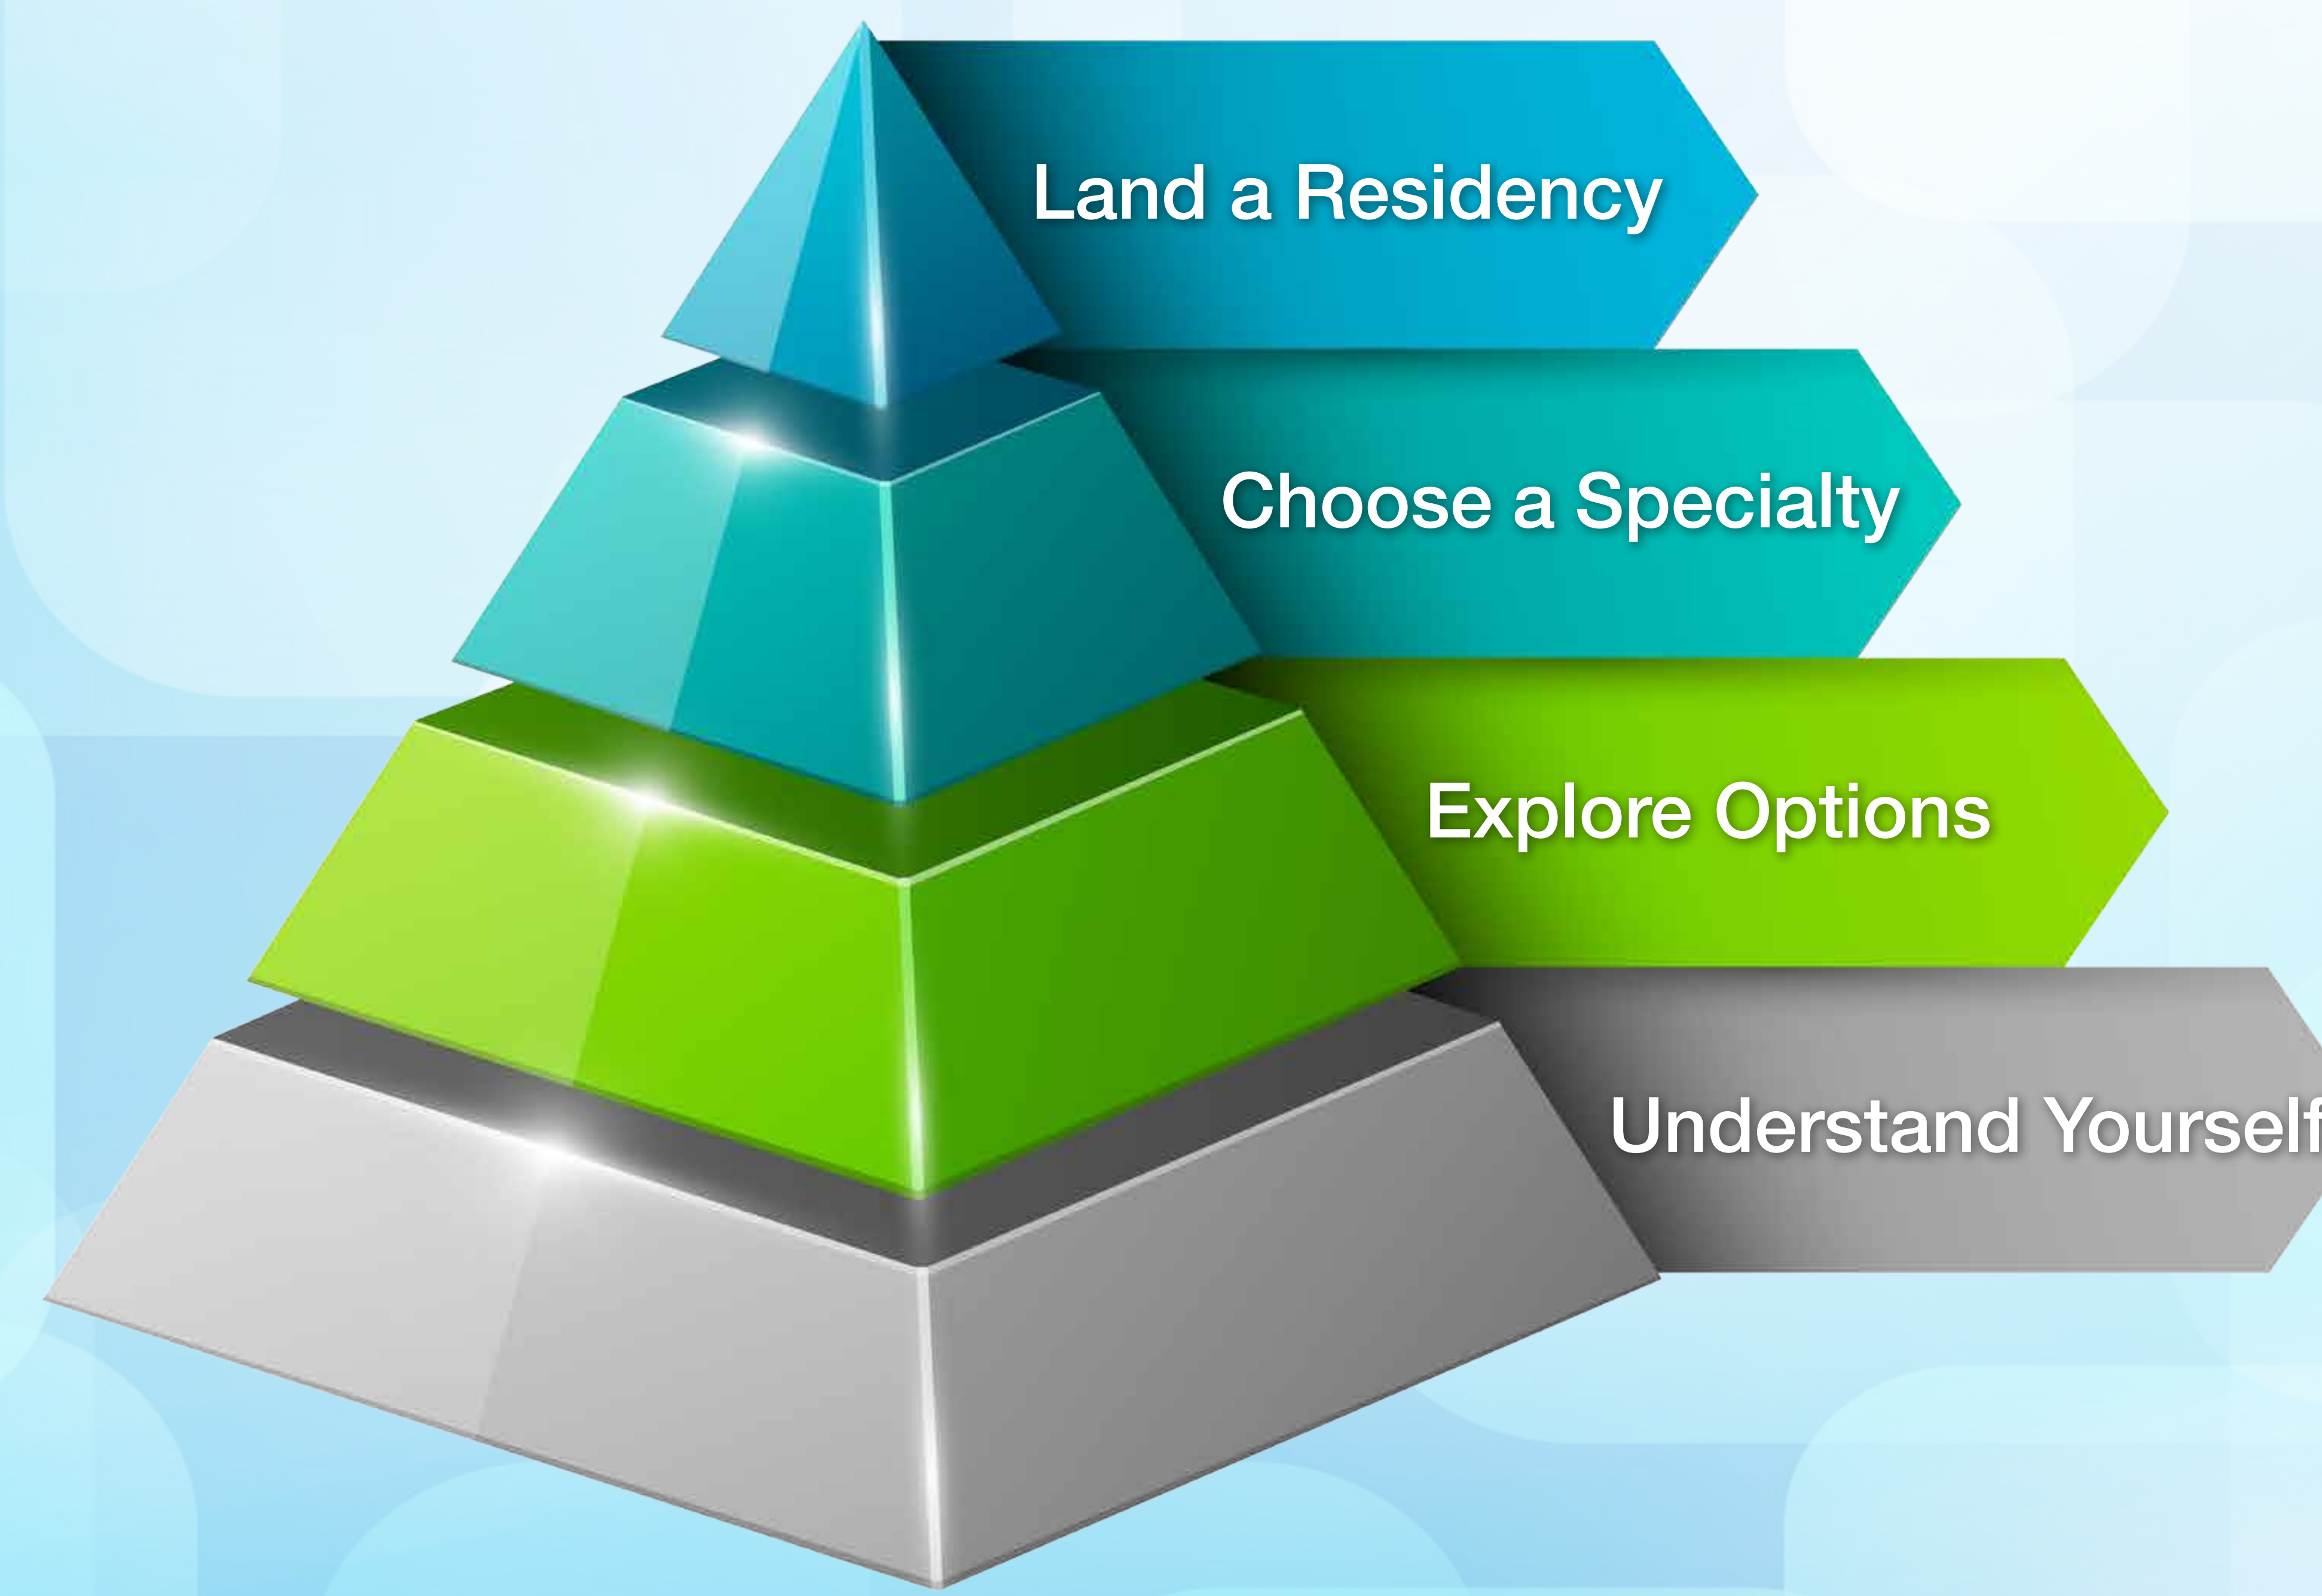 Land a Residency
Choose a Specialty
Explore Options
Understand Yourself